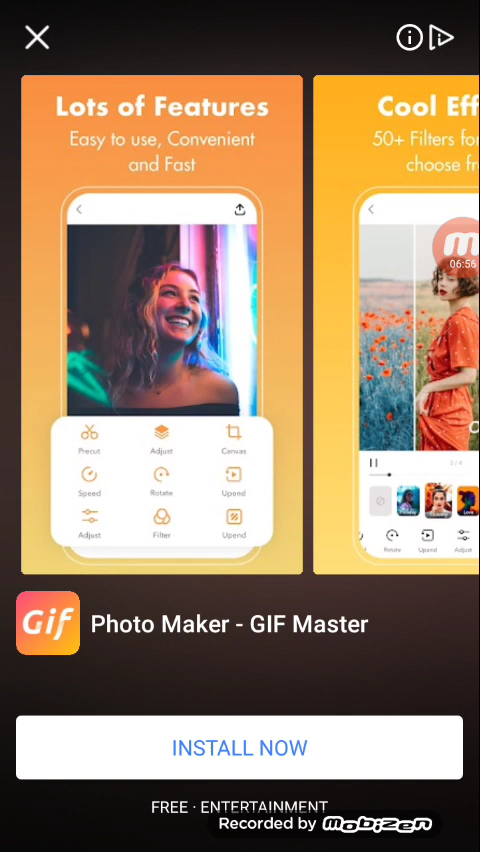 Lots of Features
Easy to use, Convenient
and Fast
Precut
Adjust
Canvas
Speed
Rotate
Upend
Adjust
Filter
Upend
Cool Eff
50+ Filters for
choose fr
06:56
Rotate
Upend
Adjust
Gif
Photo Maker - GIF Master
INSTALL NOW
FREE · ENTERTAINMENT
Recorded by Mobizen